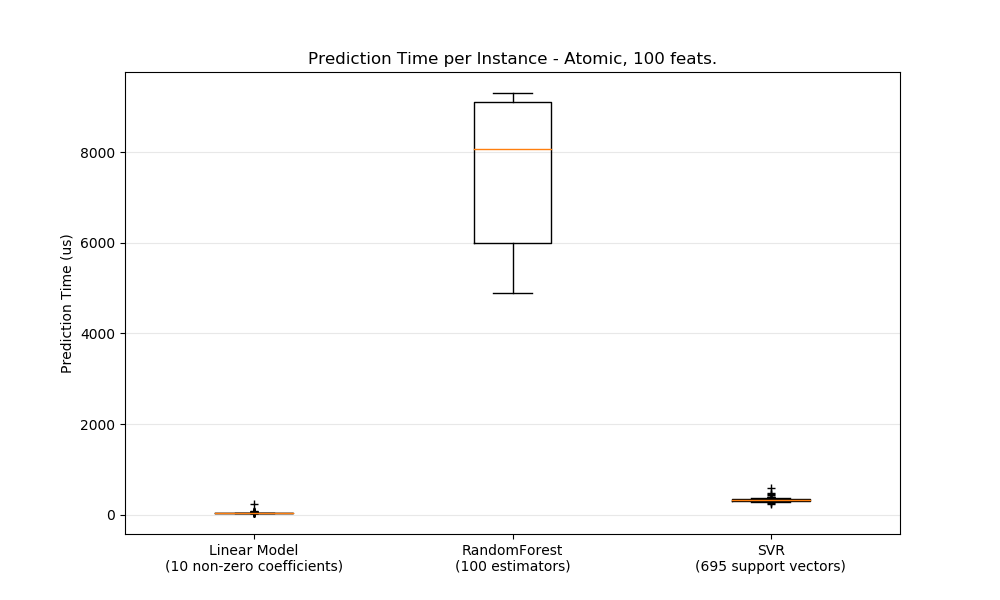 Prediction Time per Instance - Atomic, 100 feats.
Prediction Time (us)
8000
6000
4000
2000
0
Linear Model
(10 non-zero coefficients)
RandomForest
(100 estimators)
SVR
(695 support vectors)